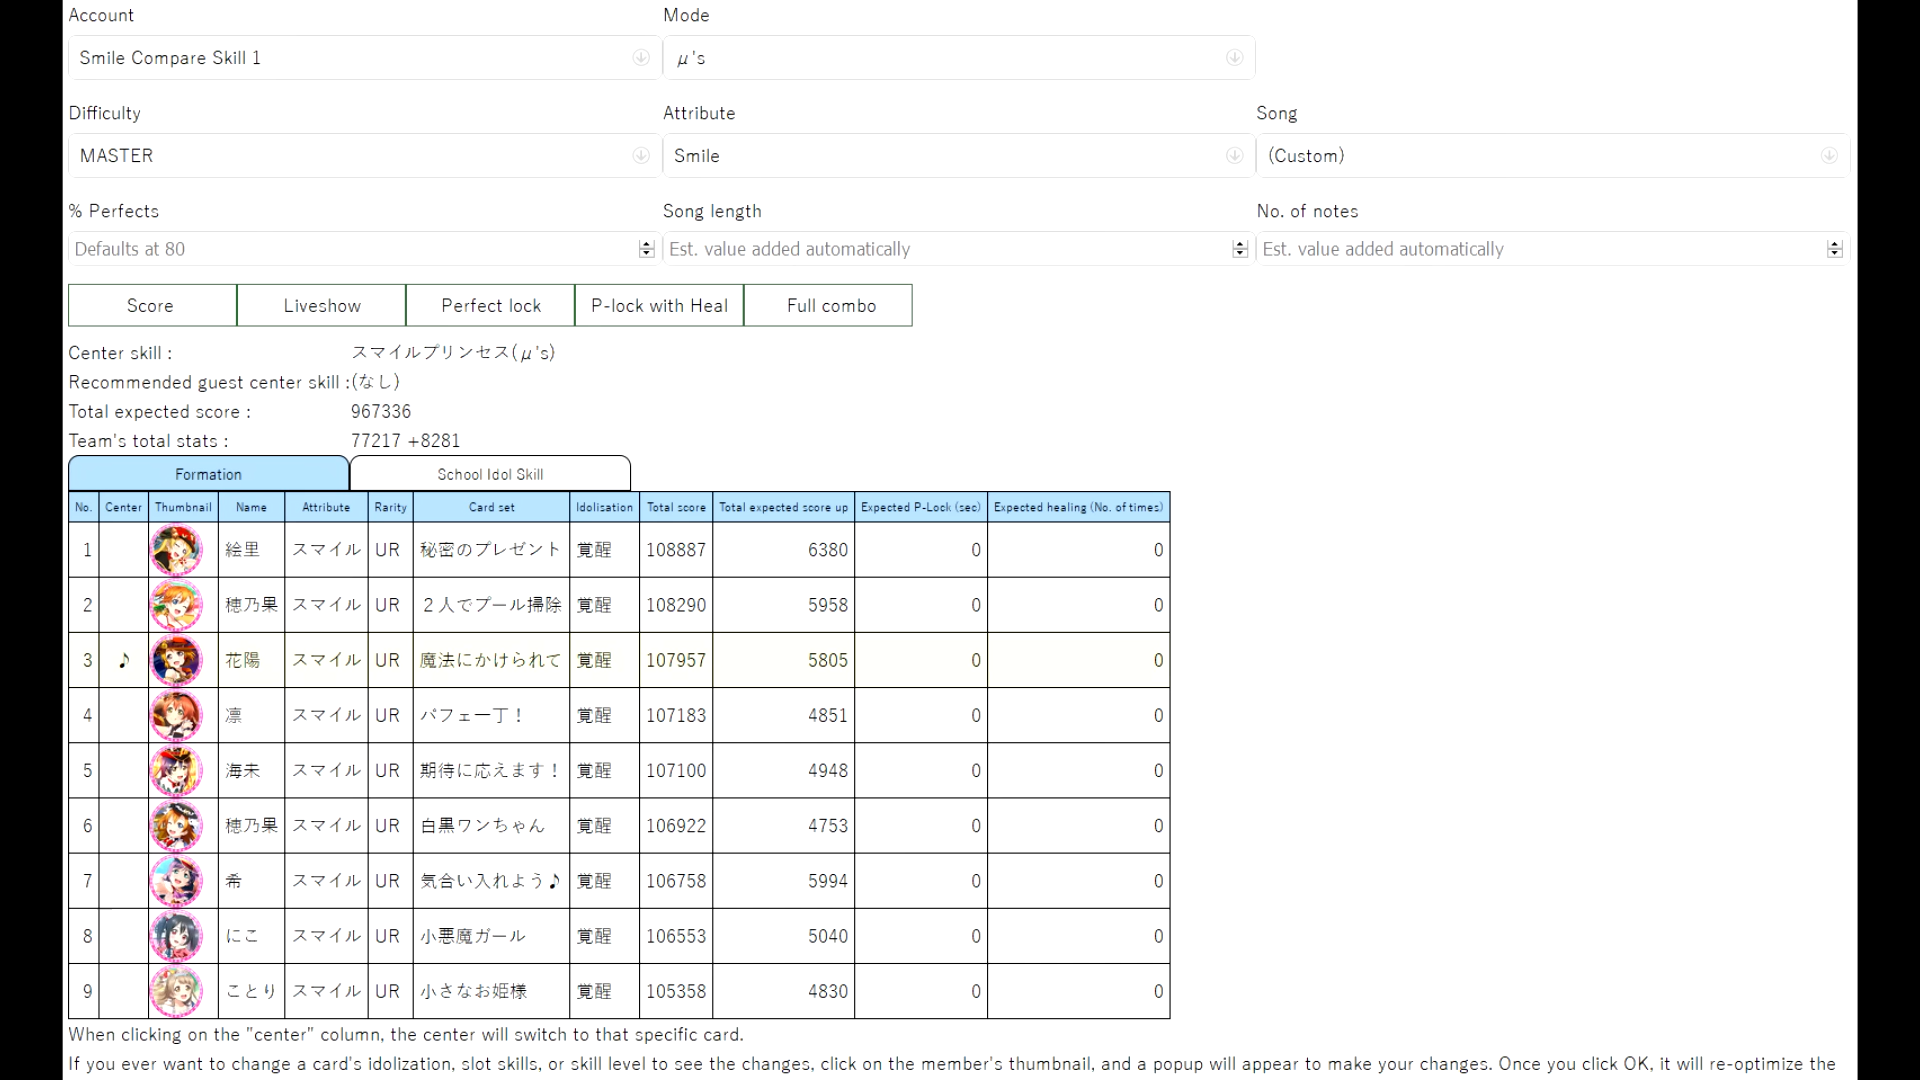 Account Mode
Smile Compare Skill 1 μ's
Difficulty Attribute Song
MASTER Smile (Custom)
% Perfects Song length No. of notes
Defaults at 80 Est. value added automatically Est. value added automatically
Score Liveshow Perfect lock P-lock with Heal Full combo
Center skill : スマイルプリンセス(μ's)
Recommended guest center skill :(なし)
Total expected score : 967336
Team's total stats : 77217 +8281
Formation School Idol Skill
No. Center Thumbnail Name Attribute Rarity Card set Idolisation Total score Total expected score up Expected P-Lock (sec) Expected healing (No. of times)
1 絵里 スマイル UR 秘密のプレゼント 覚醒 108887 6380 0 0
2 穂乃果 スマイル UR 2人でプール掃除 覚醒 108290 5958 0 0
3 ♪ 花陽 スマイル UR 魔法にかけられて 覚醒 107957 5805 0 0
4 凛 スマイル UR パフェ一丁! 覚醒 107183 4851 0 0
5 海未 スマイル UR 期待に応えます! 覚醒 107100 4948 0 0
6 穂乃果 スマイル UR 白黒ワンちゃん 覚醒 106922 4753 0 0
7 希 スマイル UR 気合い入れよう♪ 覚醒 106758 5994 0 0
8 にこ スマイル UR 小悪魔ガール 覚醒 106553 5040 0 0
9 ことり スマイル UR 小さなお姫様 覚醒 105358 4830 0 0
When clicking on the "center" column, the center will switch to that specific card.
If you ever want to change a card's idolization, slot skills, or skill level to see the changes, click on the member's thumbnail, and a popup will appear to make your changes. Once you click OK, it will re-optimize the